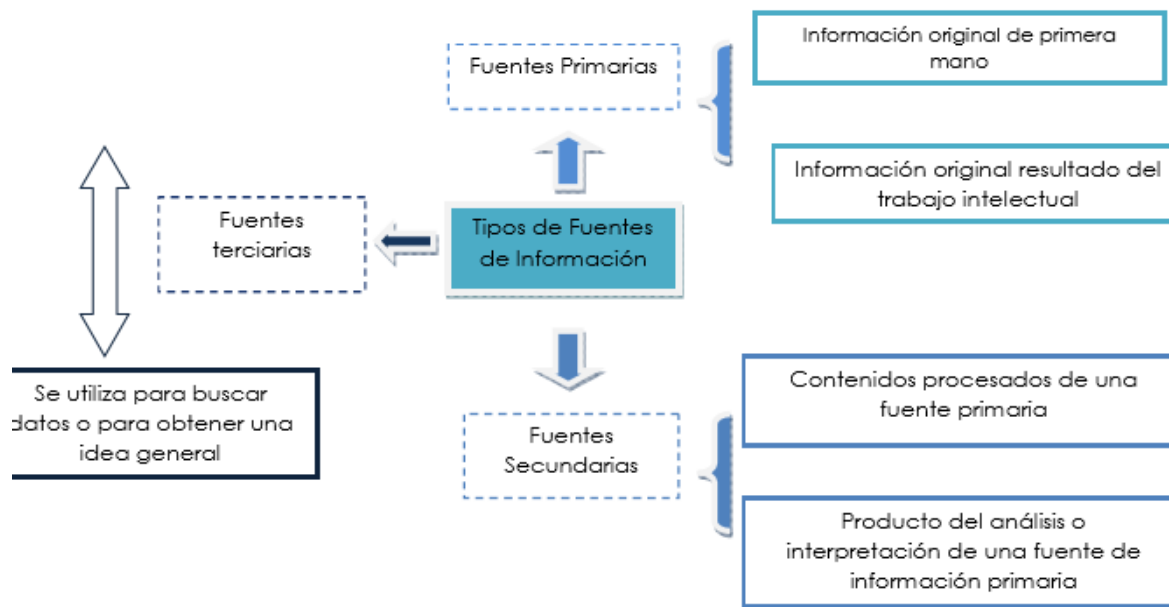 Fuentes Primarias
Información original de primera
mano
Información original resultado del
trabajo intelectual
Fuentes
terciarias
Tipos de Fuentes
de Información
Se utiliza para buscar
datos o para obtener una
idea general
Fuentes
Secundarias
Contenidos procesados de una
fuente primaria
Producto del análisis o
interpretación de una fuente de
información primaria